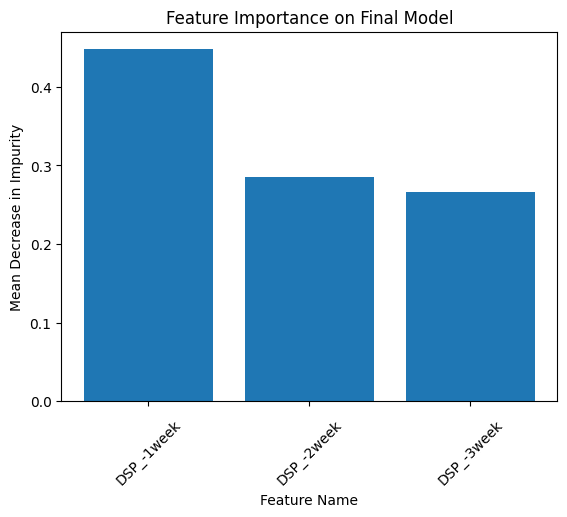 Feature Importance on Final Model
Mean Decrease in Impurity
0.4
0.3
0.2
0.1
0.0
DSP_-1week
DSP_-2week
DSP_-3week
Feature Name